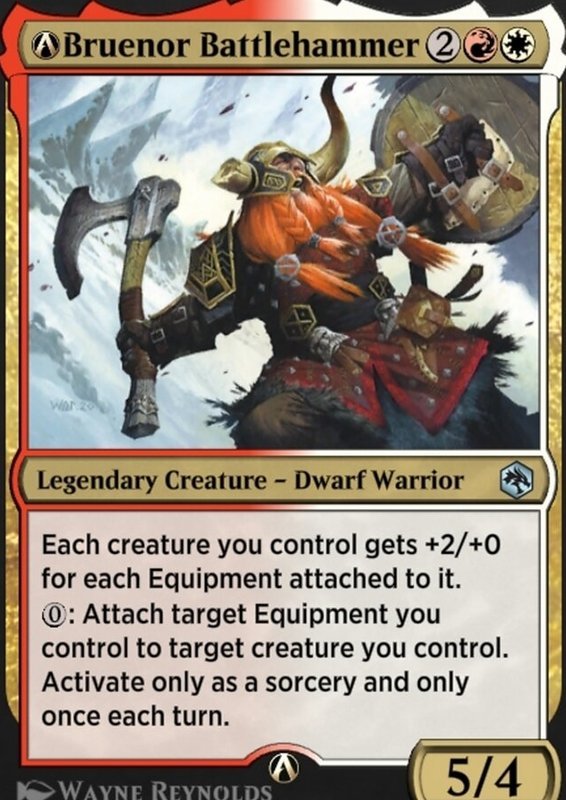 Bruenor Battlehammer 2
Legendary Creature – Dwarf Warrior
Each creature you control gets +2/+0
for each Equipment attached to it.
0: Attach target Equipment you
control to target creature you control.
Activate only as a sorcery and only
once each turn.
5/4
WAYNE REYNOLDS